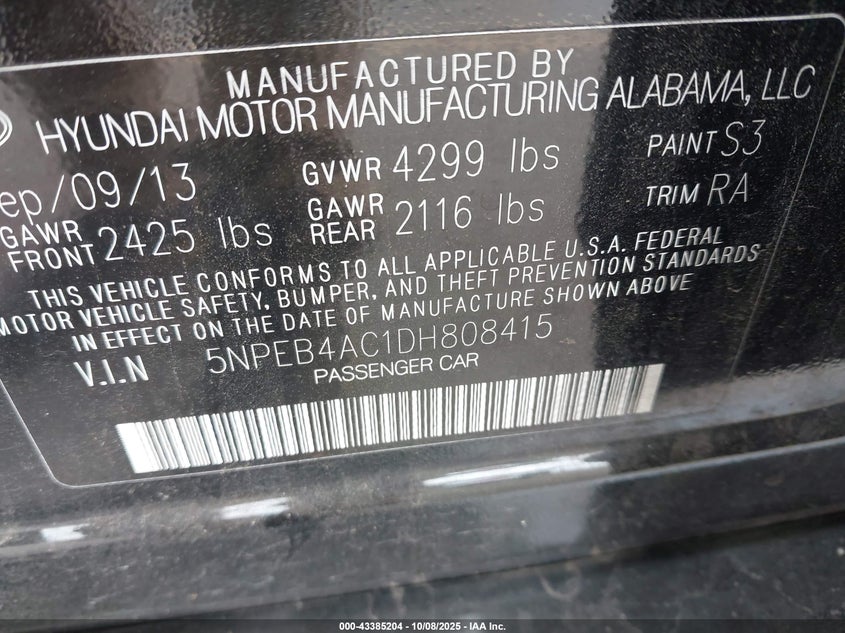 MANUFACTURED BY
HYUNDAI MOTOR MANUFACTURING ALABAMA, LLC
ep/09/13 GVWR 4299 lbs PAINT S3
GAWR FRONT 2425 lbs GAWR REAR 2116 lbs TRIM RA
THIS VEHICLE CONFORMS TO ALL APPLICABLE U.S.A. FEDERAL
MOTOR VEHICLE SAFETY, BUMPER, AND THEFT PREVENTION STANDARDS
IN EFFECT ON THE DATE OF MANUFACTURE SHOWN ABOVE
V.I.N 5NPEB4AC1DH808415
PASSENGER CAR
000-43385204 - 10/08/2025 - IAA Inc.